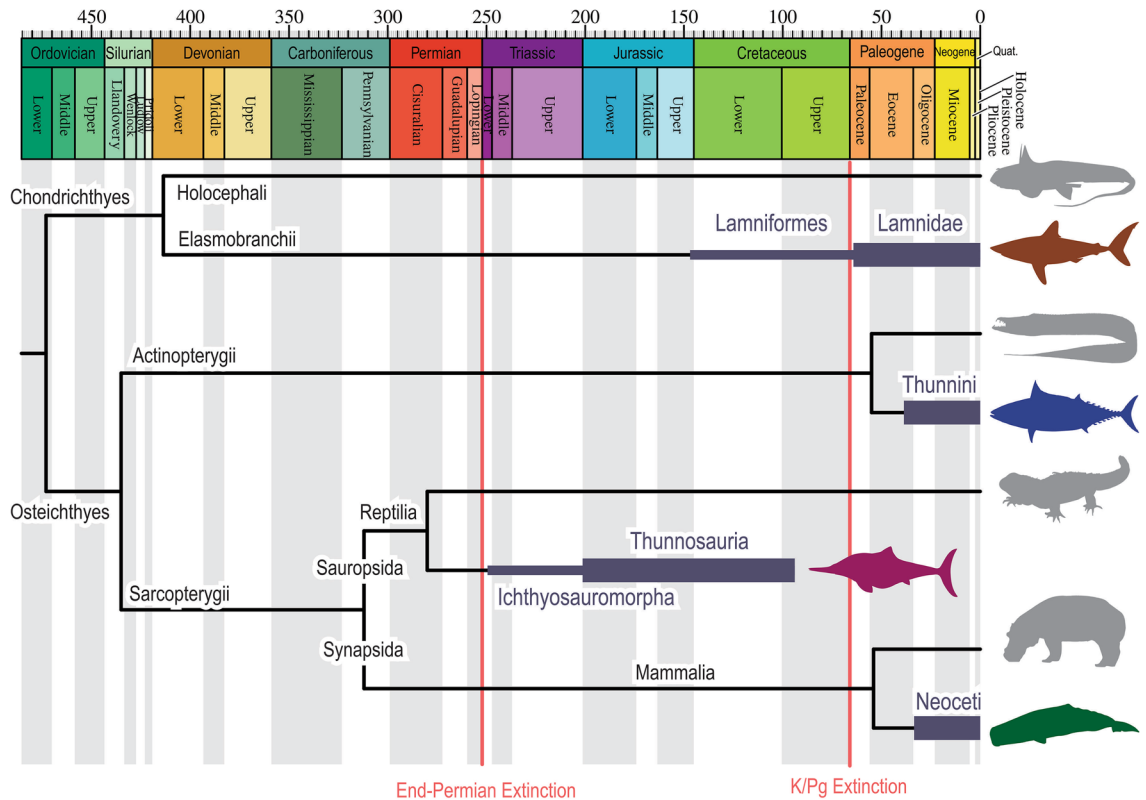 450 400 350 300 250 200 150 100 50 0
Ordovician Silurian Devonian Carboniferous Permian Triassic Jurassic Cretaceous Paleogene Neogene Quat.
Lower Middle Upper Llandovery Wenlock Ludlow Pridoli Lower Middle Upper Mississippian Pennsylvanian Cisuralian Guadalupian Lopingian Lower Middle Upper Lower Middle Upper Lower Upper Paleocene Eocene Oligocene Miocene Pliocene Pleistocene Holocene
Chondrichthyes
Holocephali
Elasmobranchii
Lamniformes
Lamnidae
Actinopterygii
Thunnini
Osteichthyes
Reptilia
Sauropsida
Thunnosauria
Ichthyosauromorpha
Sarcopterygii
Synapsida
Mammalia
Neoceti
End-Permian Extinction
K/Pg Extinction